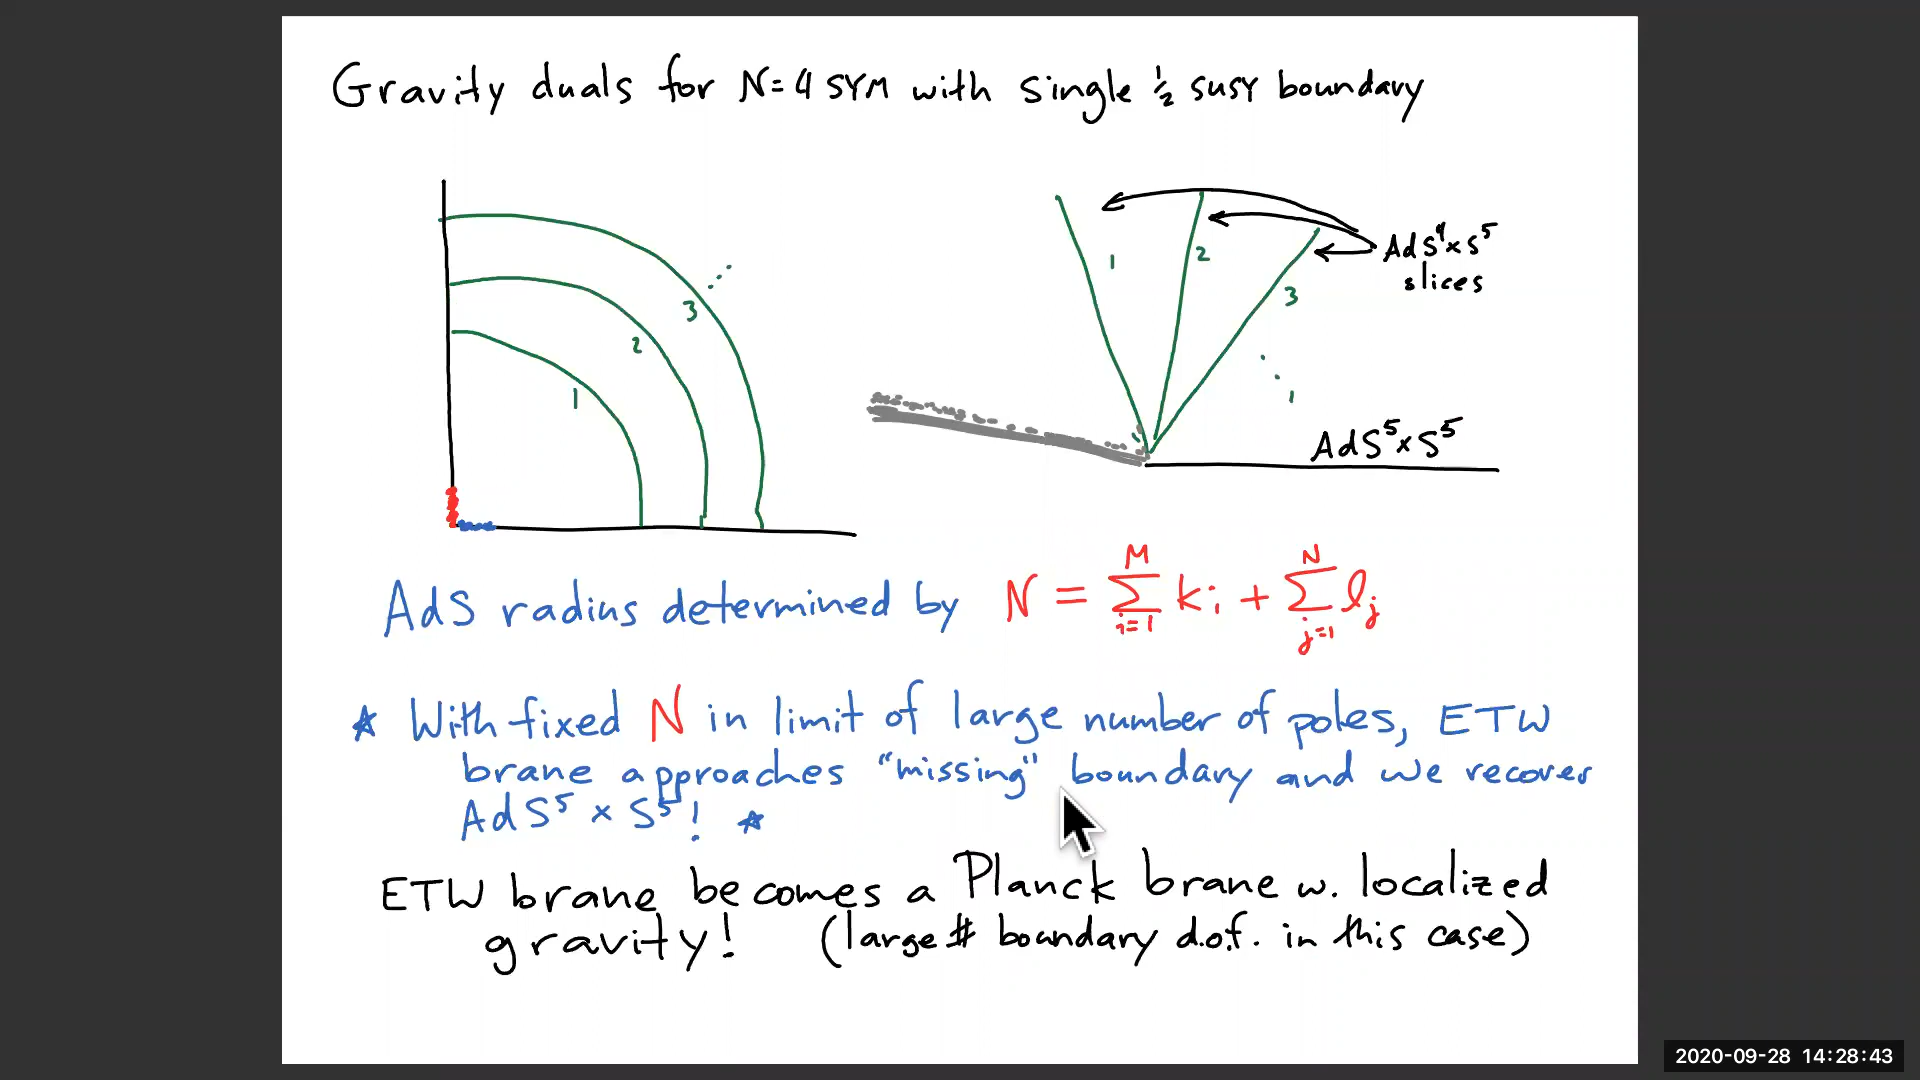 Gravity duals for N=4 SYM with single ½ SUSY boundary
1
2
3
1
2
3
AdS⁴×S⁵
slices
AdS⁵×S⁵
AdS radius determined by N = Σ_{i=1}^{M} k_i + Σ_{j=1}^{N} l_j
* With fixed N in limit of large number of poles, ETW
brane approaches "missing" boundary and we recover
AdS⁵ × S⁵! *
ETW brane becomes a Planck brane w. localized
gravity! (large # boundary d.o.f. in this case)
2020-09-28 14:28:43